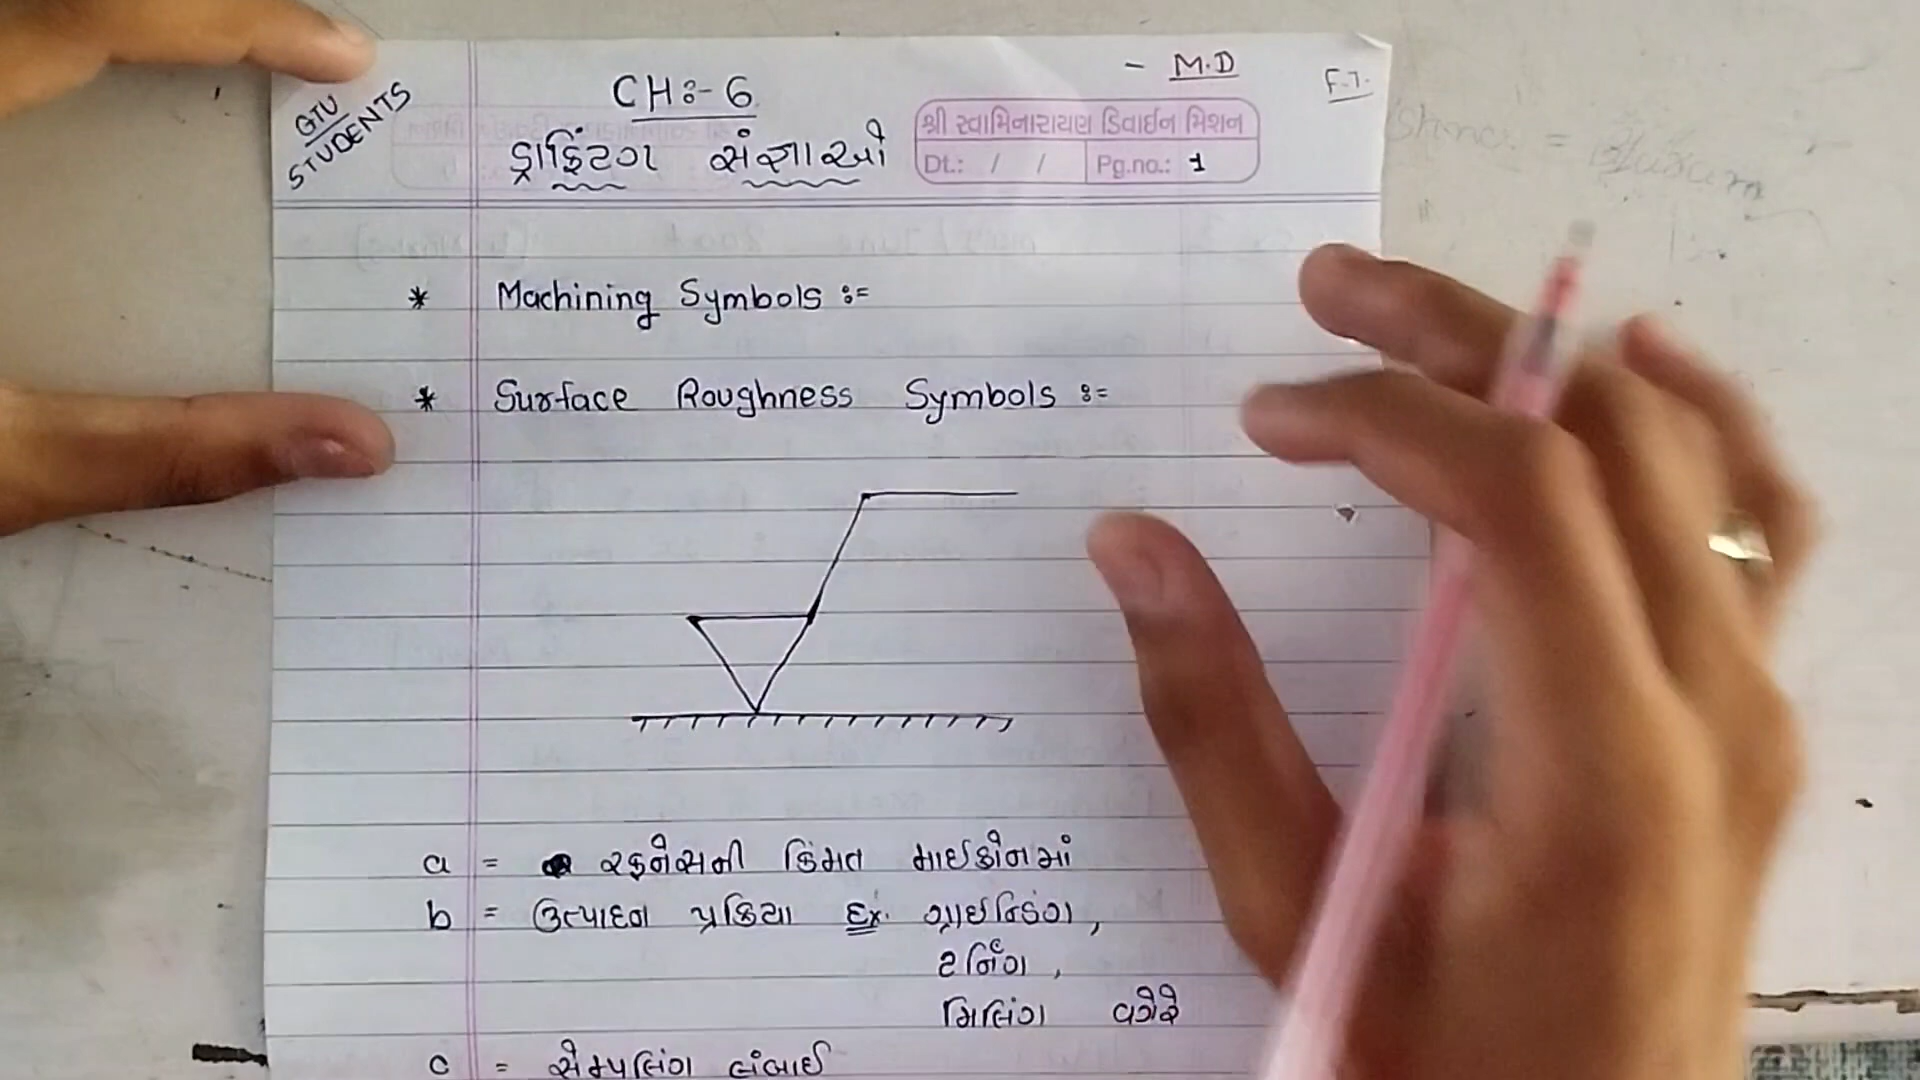 GTU
STUDENTS
CH:- 6
- M.D
F.T.
ડ્રાફ્ટિંગ સંજ્ઞાઓ
શ્રી સ્વામિનારાયણ ડિવાઈન મિશન
Dt.: / / Pg.no.: 1
* Machining Symbols :=
* Surface Roughness Symbols :=
a = રફનેસની કિંમત માઈક્રોનમાં
b = ઉત્પાદન પ્રક્રિયા Ex. ગ્રાઈન્ડિંગ,
ટર્નિંગ,
મિલિંગ વગેરે
c = સેમ્પલિંગ લંબાઈ